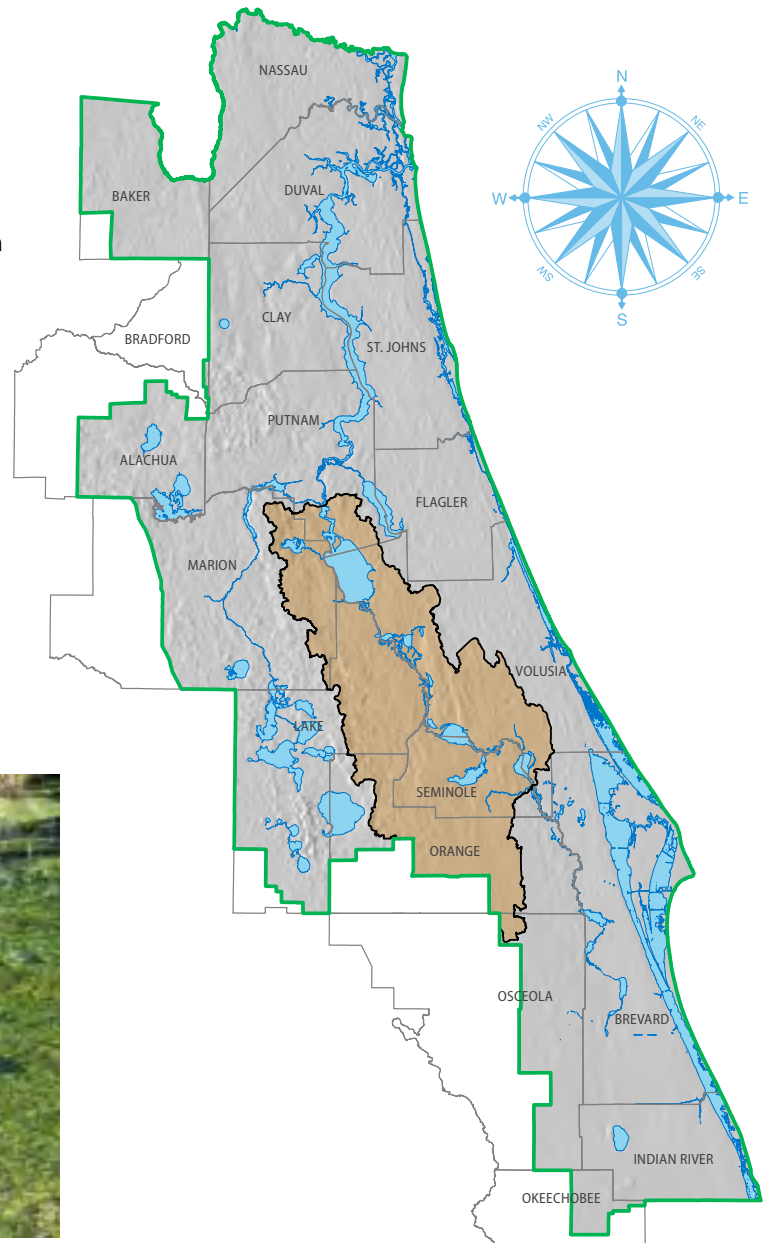 NASSAU
N
NW
NE
BAKER
DUVAL
W
E
SW
SE
S
CLAY
BRADFORD
ST. JOHNS
PUTNAM
ALACHUA
FLAGLER
MARION
VOLUSIA
LAKE
SEMINOLE
ORANGE
OSCEOLA
BREVARD
INDIAN RIVER
OKEECHOBEE